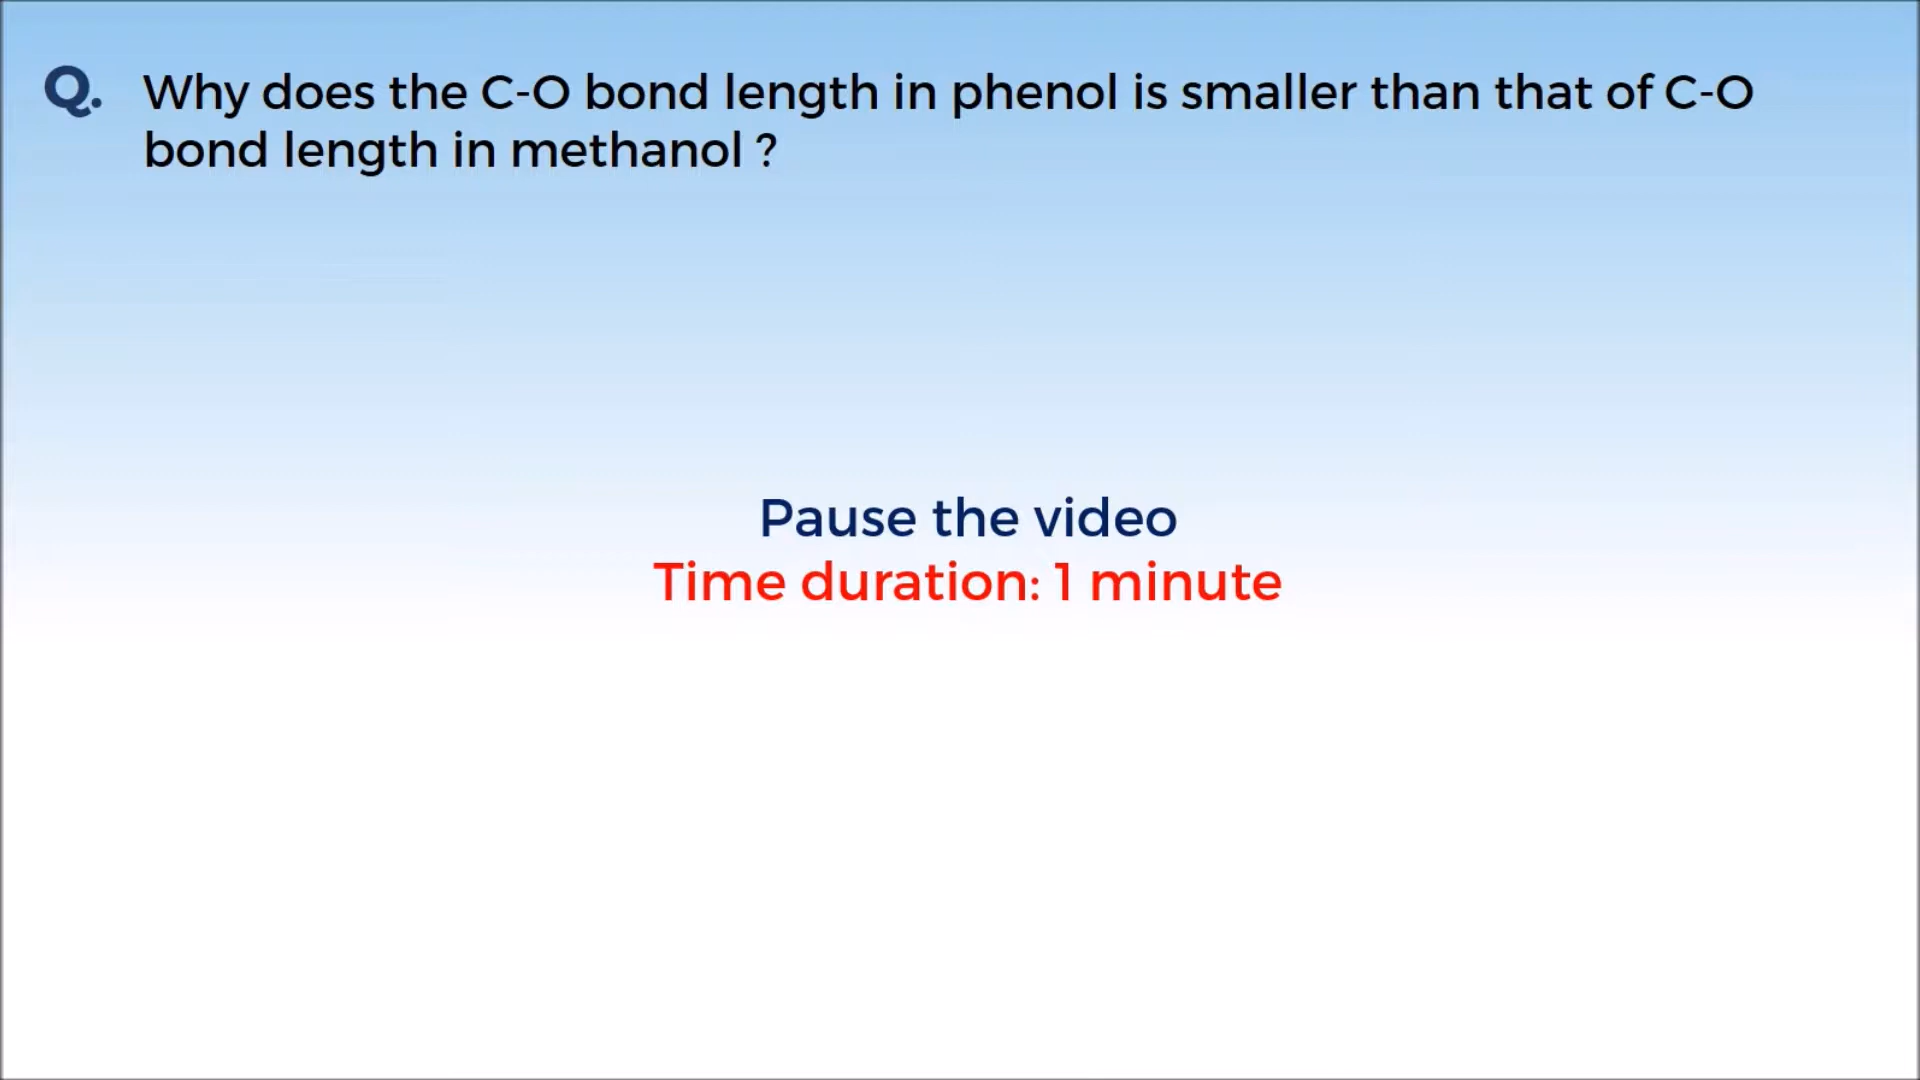 Q. Why does the C-O bond length in phenol is smaller than that of C-O
bond length in methanol ?
Pause the video
Time duration: 1 minute